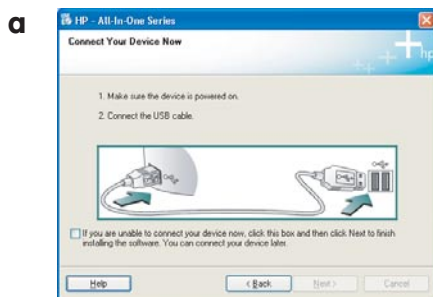 a
HP - All-In-One Series
Connect Your Device Now
hp
1. Make sure the device is powered on.
2. Connect the USB cable.
If you are unable to connect your device now, click this box and then click Next to finish
installing the software. You can connect your device later.
Help
< Back
Next >
Cancel